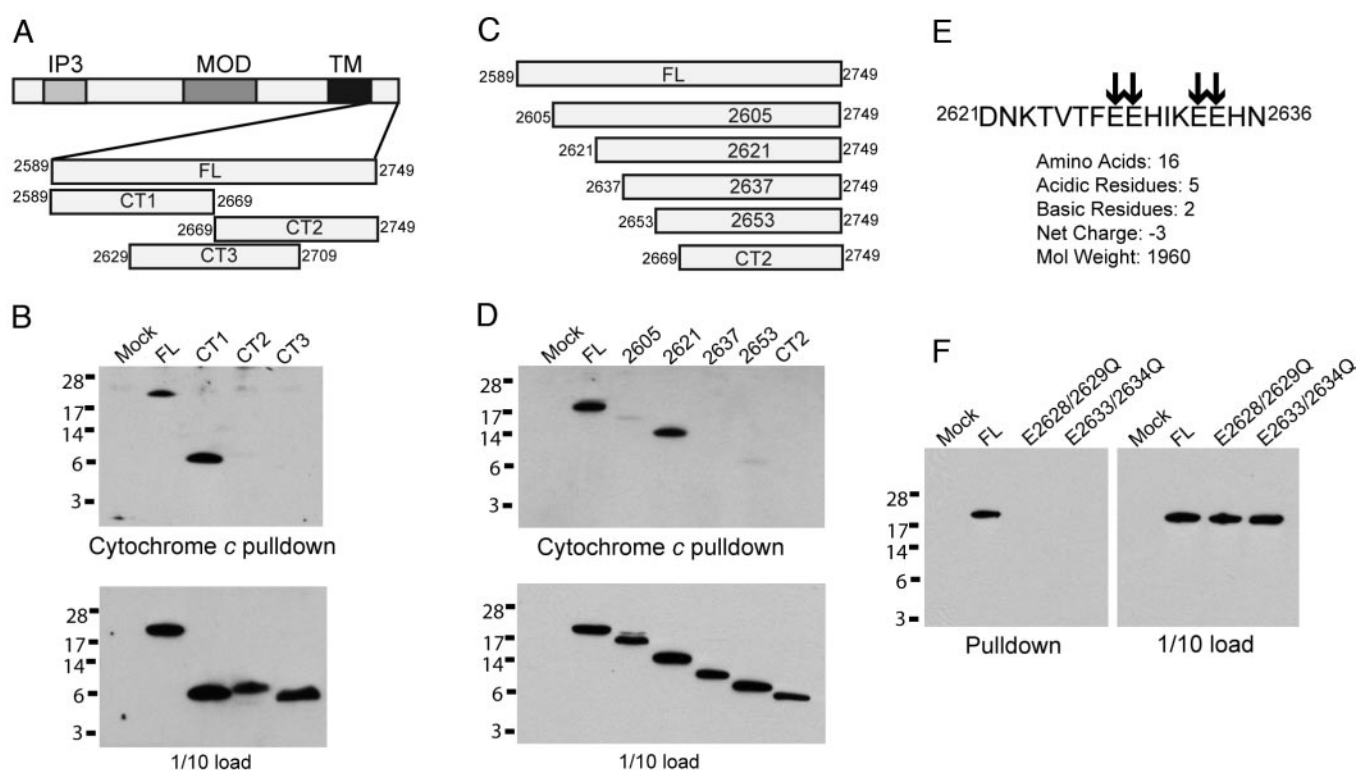 A
IP3 MOD TM
2589 FL 2749
2589 CT1 2669
2669 CT2 2749
2629 CT3 2709
B
Mock FL CT1 CT2 CT3
28
17
14
6
3
Cytochrome c pulldown
28
17
14
6
3
1/10 load
C
2589 FL 2749
2605 2605 2749
2621 2621 2749
2637 2637 2749
2653 2653 2749
2669 CT2 2749
D
Mock FL 2605 2621 2637 2653 CT2
28
17
14
6
3
Cytochrome c pulldown
28
17
14
6
3
1/10 load
E
2621DNKTVTFEEHIKEEHN2636
Amino Acids: 16
Acidic Residues: 5
Basic Residues: 2
Net Charge: -3
Mol Weight: 1960
F
Mock FL E2628/2629Q E2633/2634Q
28
17
14
6
3
Pulldown
Mock FL E2628/2629Q E2633/2634Q
28
17
14
6
3
1/10 load